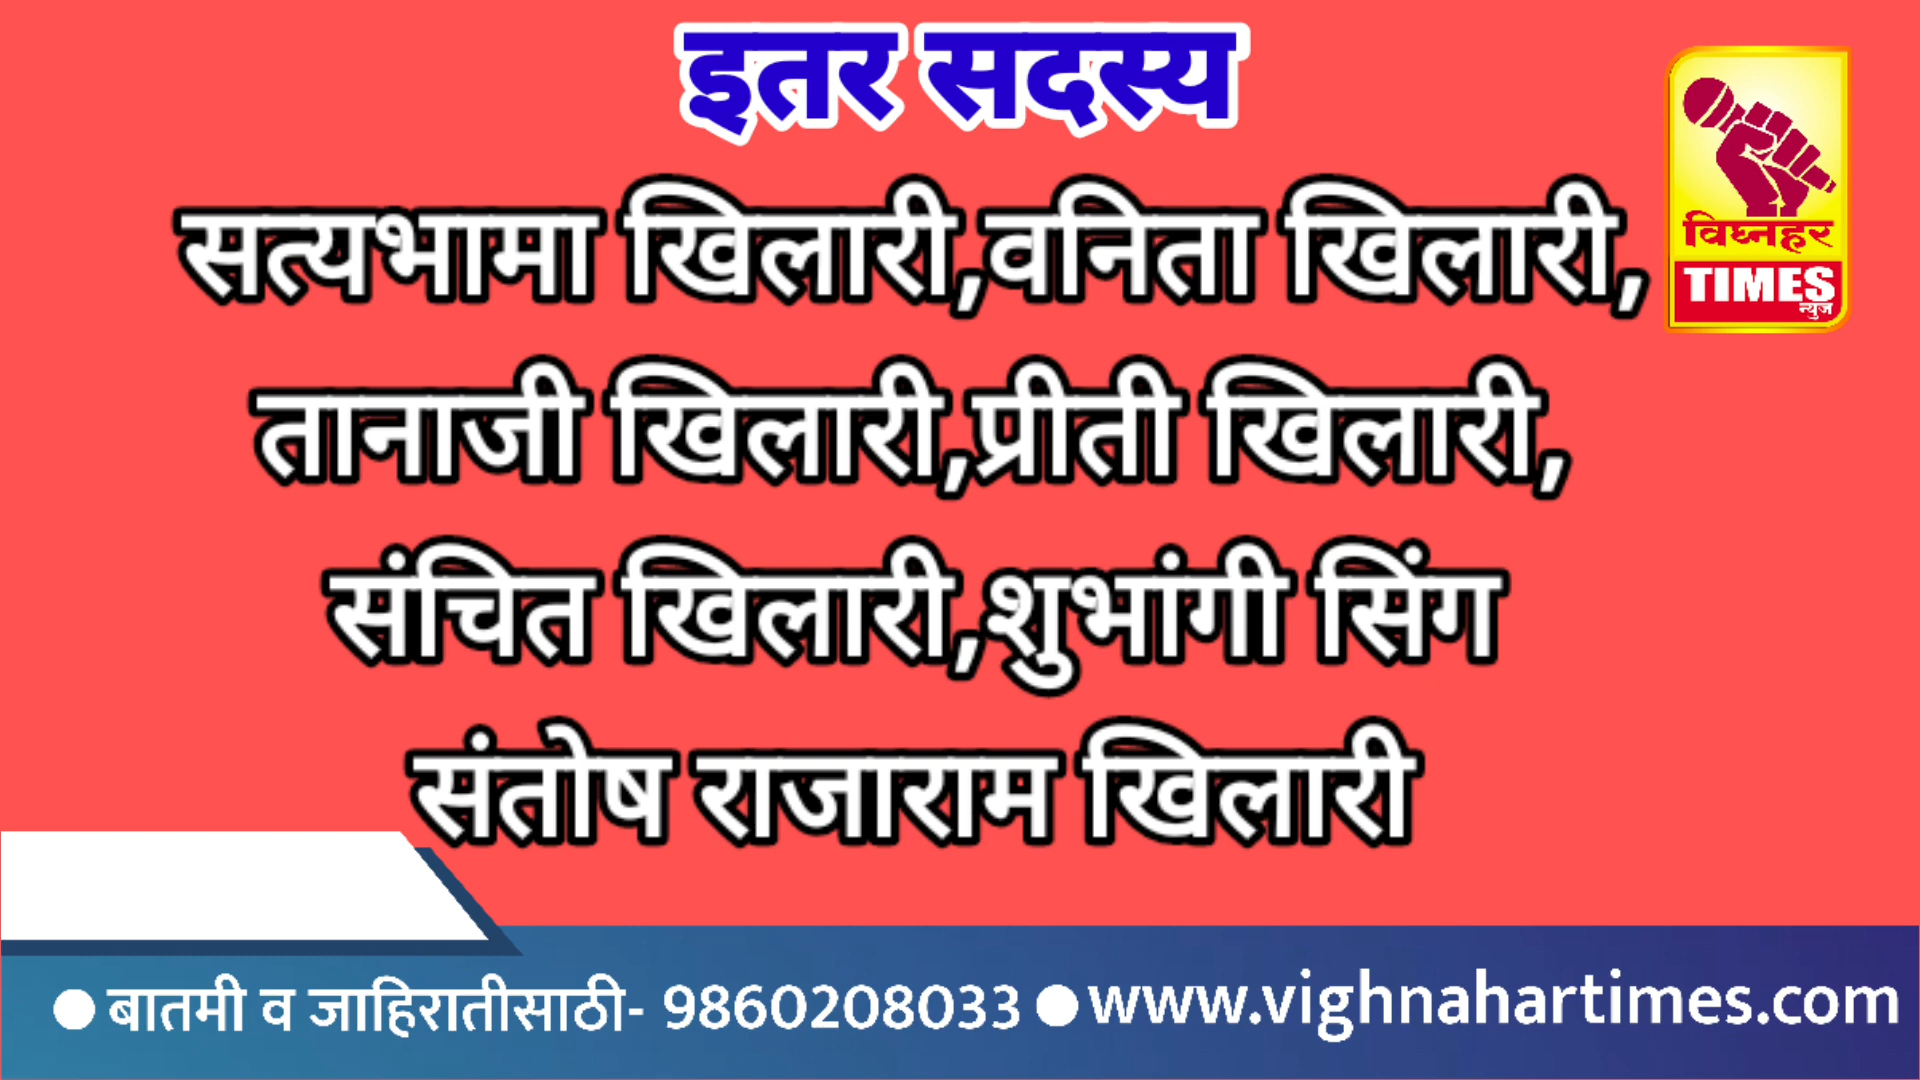 इतर सदस्य
सत्यभामा खिलारी,वनिता खिलारी,
तानाजी खिलारी,प्रीती खिलारी,
संचित खिलारी,शुभांगी सिंग
संतोष राजाराम खिलारी
विघ्नहर
TIMES
न्युज
● बातमी व जाहिरातीसाठी- 9860208033 ● www.vighnahartimes.com